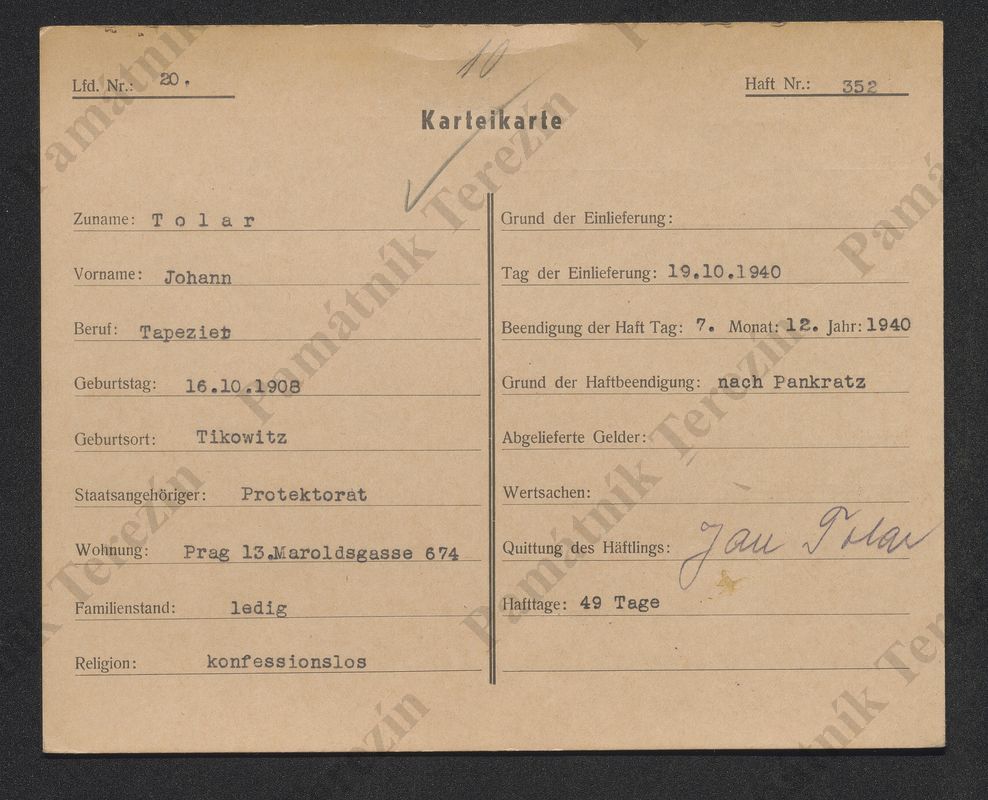 10
Lfd. Nr.: 20.
Haft Nr.: 352
Karteikarte
Zuname: Tolar
Vorname: Johann
Beruf: Tapeziet
Geburtstag: 16.10.1908
Geburtsort: Tikowitz
Staatsangehöriger: Protektorat
Wohnung: Prag 13.Maroldsgasse 674
Familienstand: ledig
Religion: konfessionslos
Grund der Einlieferung:
Tag der Einlieferung: 19.10.1940
Beendigung der Haft Tag: 7. Monat: 12. Jahr: 1940
Grund der Haftbeendigung: nach Pankratz
Abgelieferte Gelder:
Wertsachen:
Quittung des Häftlings: Jan Tolar
Hafttage: 49 Tage
Památník Terezín